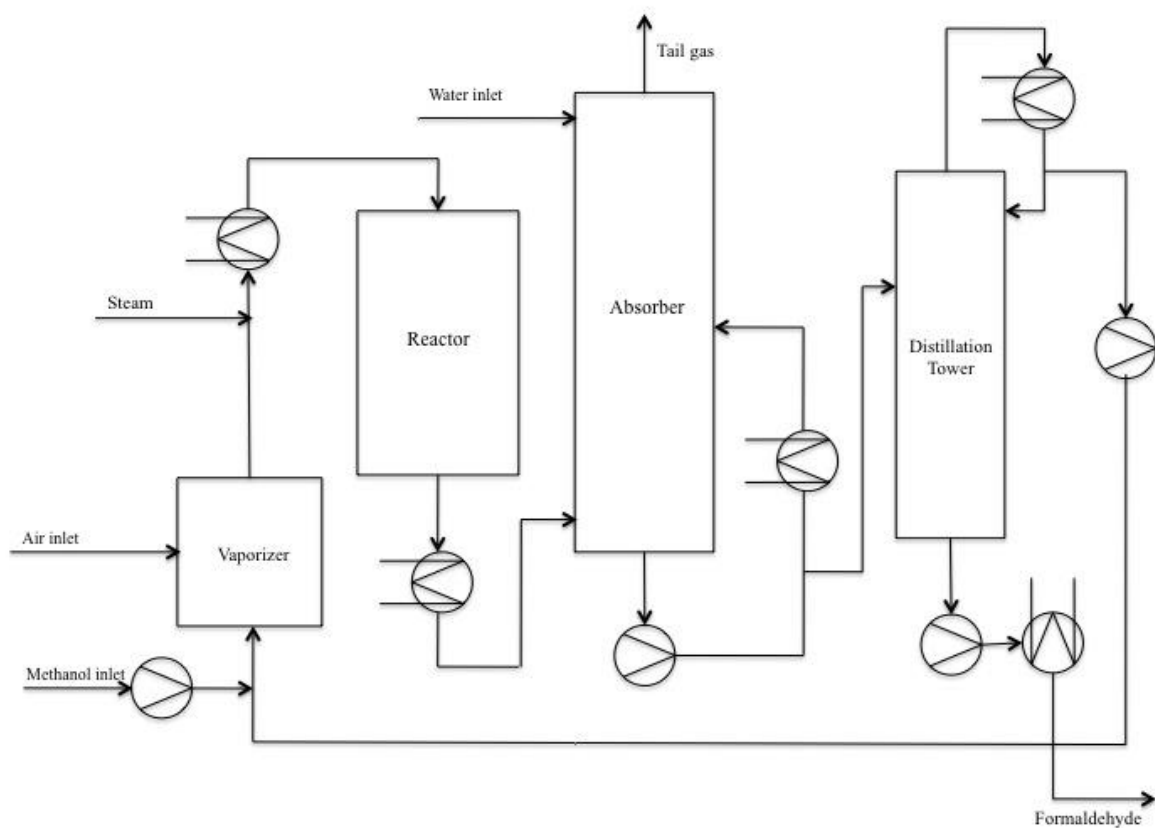 Tail gas
Water inlet
Steam
Absorber
Reactor
Distillation
Tower
Air inlet
Vaporizer
Methanol inlet
Formaldehyde